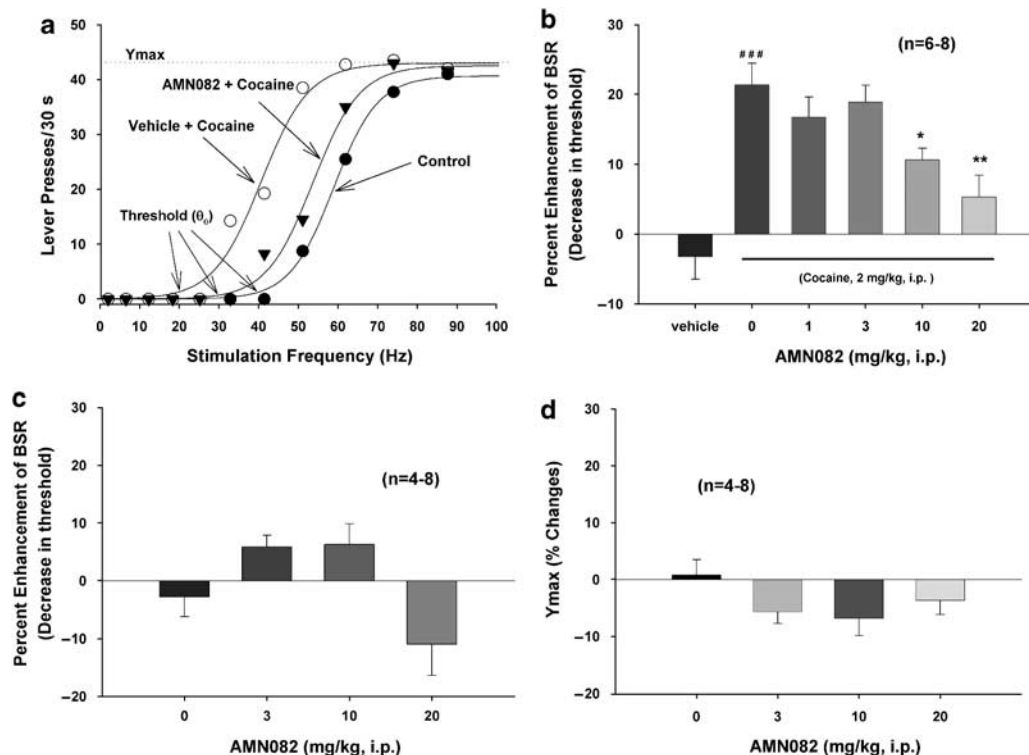 a
Ymax
AMN082 + Cocaine
Vehicle + Cocaine
Control
Threshold (θ₀)
Lever Presses/30 s
50
40
30
20
10
0
0 10 20 30 40 50 60 70 80 90 100
Stimulation Frequency (Hz)
b
(n=6-8)
###
*
**
Percent Enhancement of BSR
(Decrease in threshold)
30
20
10
0
−10
(Cocaine, 2 mg/kg, i.p. )
vehicle 0 1 3 10 20
AMN082 (mg/kg, i.p.)
c
(n=4-8)
Percent Enhancement of BSR
(Decrease in threshold)
30
20
10
0
−10
−20
0 3 10 20
AMN082 (mg/kg, i.p.)
d
(n=4-8)
Ymax (% Changes)
30
20
10
0
−10
−20
0 3 10 20
AMN082 (mg/kg, i.p.)